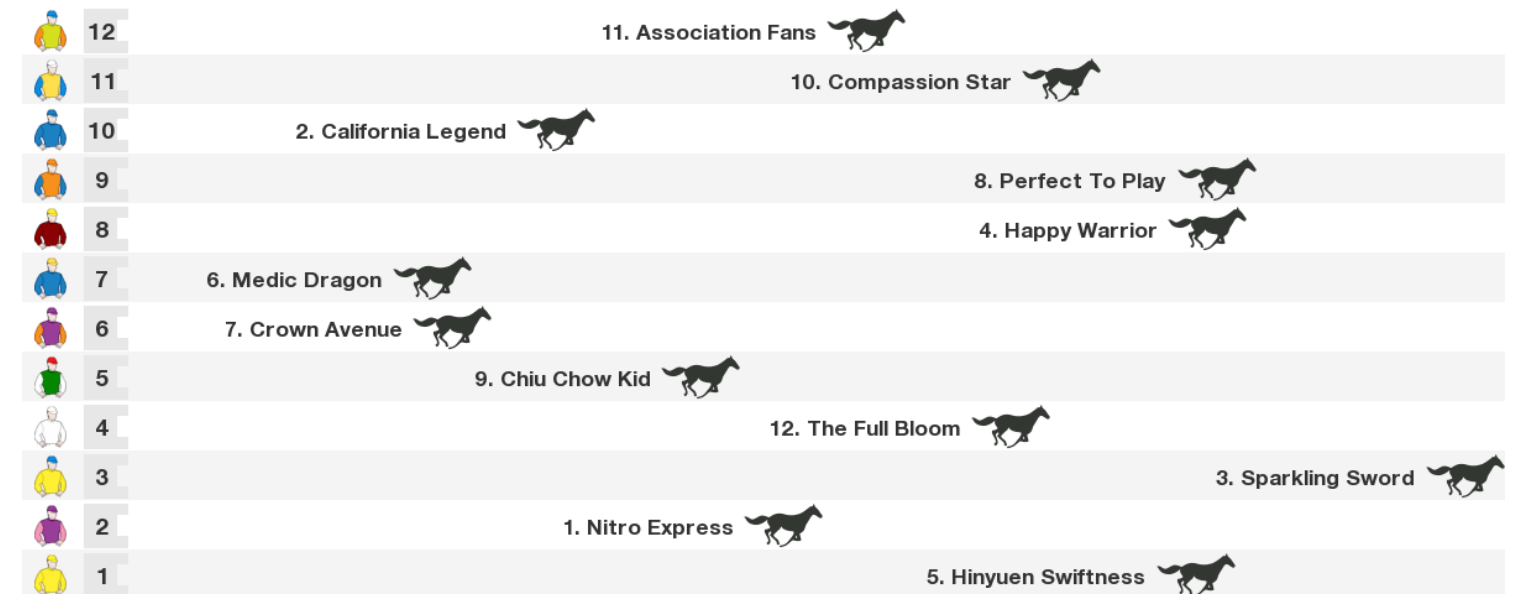 12 11. Association Fans
11 10. Compassion Star
10 2. California Legend
9 8. Perfect To Play
8 4. Happy Warrior
7 6. Medic Dragon
6 7. Crown Avenue
5 9. Chiu Chow Kid
4 12. The Full Bloom
3 3. Sparkling Sword
2 1. Nitro Express
1 5. Hinyuen Swiftness